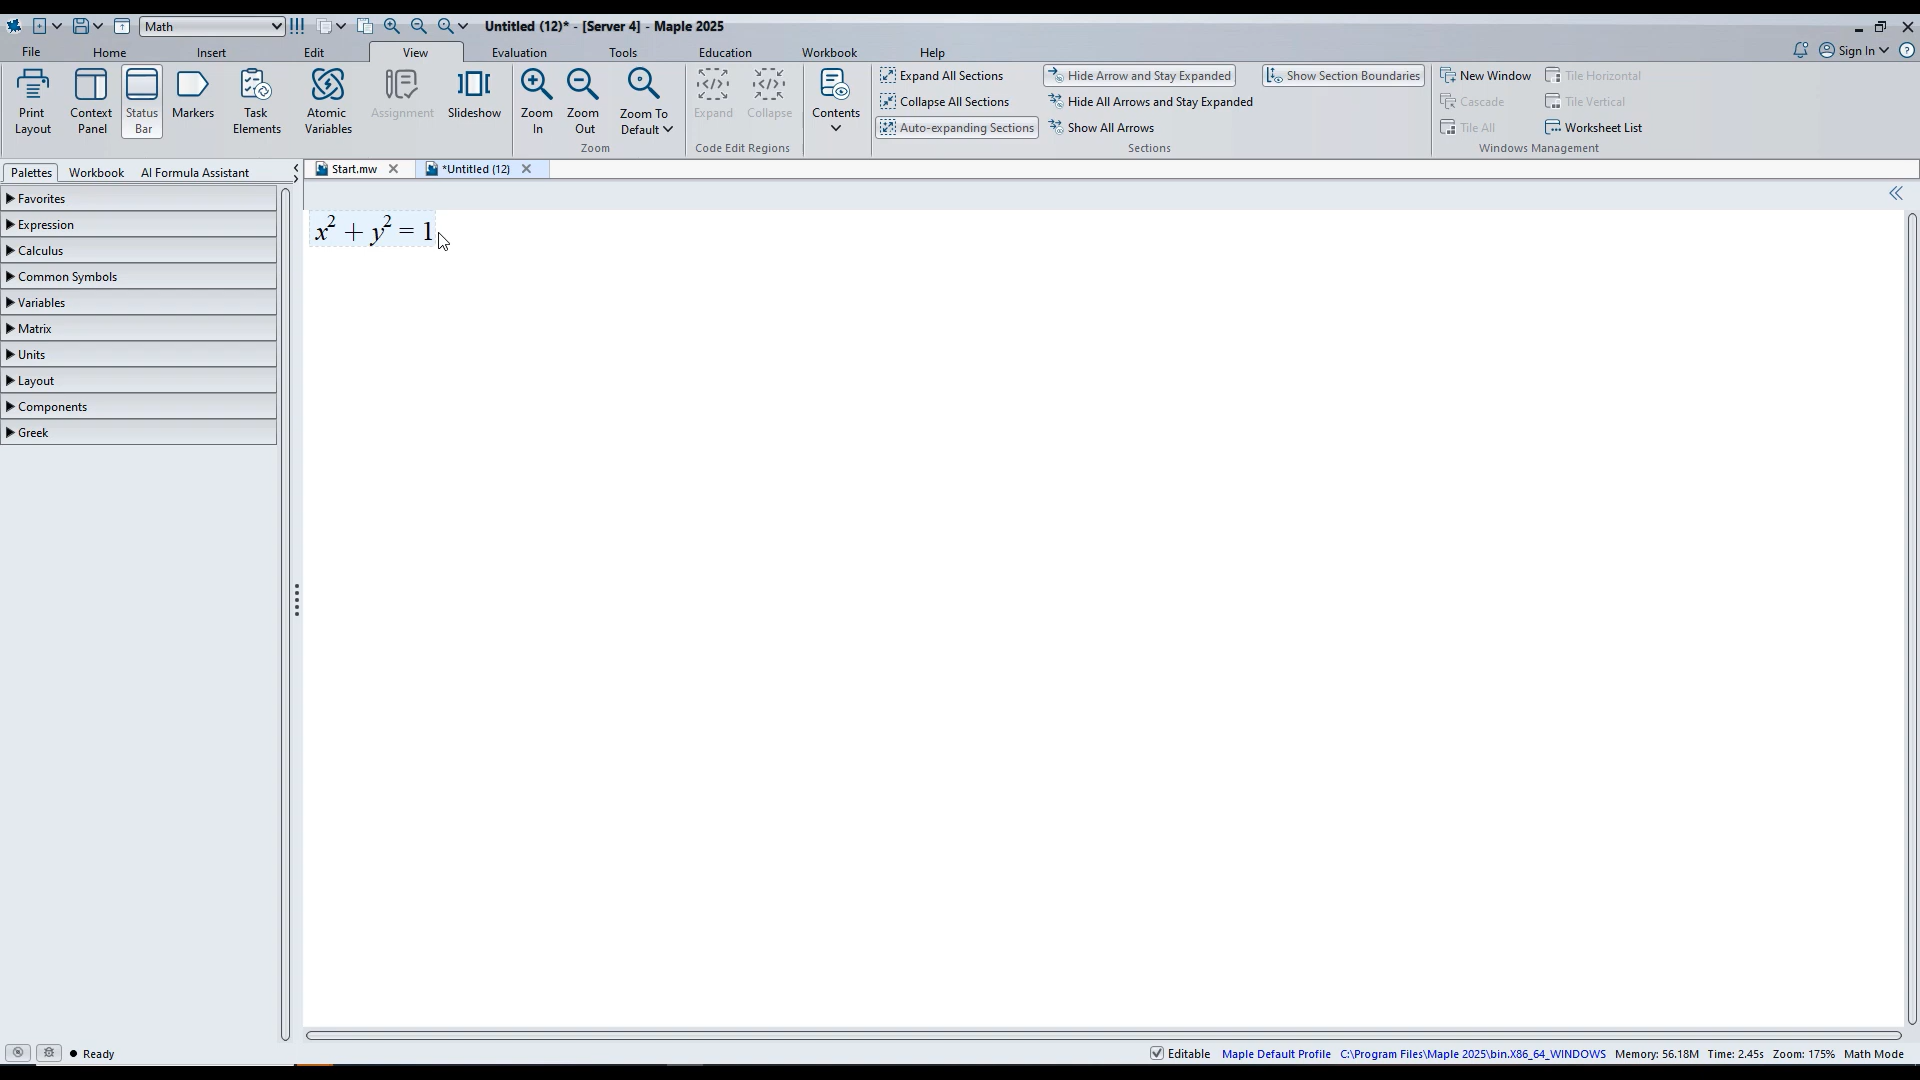 Math
Untitled (12)* - [Server 4] - Maple 2025
File Home Insert Edit View Evaluation Tools Education Workbook Help
Sign In
Print Layout
Context Panel
Status Bar
Markers
Task Elements
Atomic Variables
Assignment
Slideshow
Zoom In
Zoom Out
Zoom To Default
Zoom
Expand
Collapse
Code Edit Regions
Contents
Expand All Sections
Collapse All Sections
Auto-expanding Sections
Hide Arrow and Stay Expanded
Hide All Arrows and Stay Expanded
Show All Arrows
Show Section Boundaries
Sections
New Window
Cascade
Tile All
Tile Horizontal
Tile Vertical
Worksheet List
Windows Management
Palettes Workbook AI Formula Assistant
Start.mw
*Untitled (12)
Favorites
Expression
Calculus
Common Symbols
Variables
Matrix
Units
Layout
Components
Greek
x² + y² = 1
Ready
Editable Maple Default Profile C:\Program Files\Maple 2025\bin.X86_64_WINDOWS Memory: 56.18M Time: 2.45s Zoom: 175% Math Mode